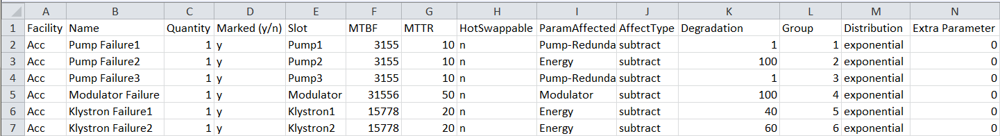 A B C D E F G H I J K L M N
1 Facility Name Quantity Marked (y/n) Slot MTBF MTTR HotSwappable ParamAffected AffectType Degradation Group Distribution Extra Parameter
2 Acc Pump Failure1 1 y Pump1 3155 10 n Pump-Redunda subtract 1 1 exponential 0
3 Acc Pump Failure2 1 y Pump2 3155 10 n Energy subtract 100 2 exponential 0
4 Acc Pump Failure3 1 y Pump3 3155 10 n Pump-Redunda subtract 1 3 exponential 0
5 Acc Modulator Failure 1 y Modulator 31556 50 n Modulator subtract 100 4 exponential 0
6 Acc Klystron Failure1 1 y Klystron1 15778 20 n Energy subtract 40 5 exponential 0
7 Acc Klystron Failure2 1 y Klystron2 15778 20 n Energy subtract 60 6 exponential 0